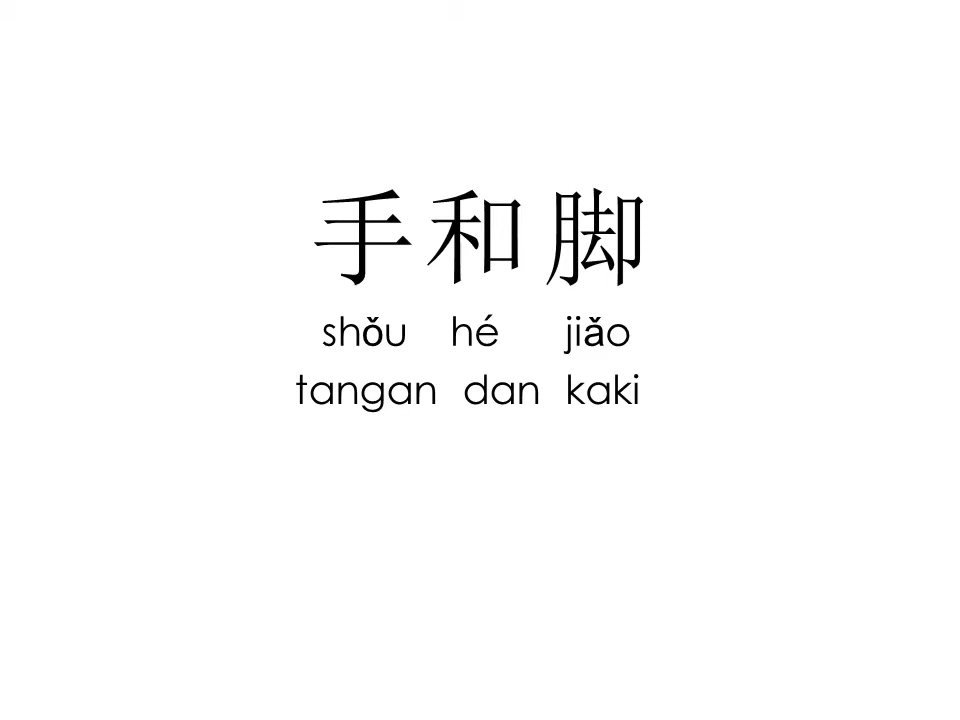 手和脚
shǒu hé jiǎo
tangan dan kaki